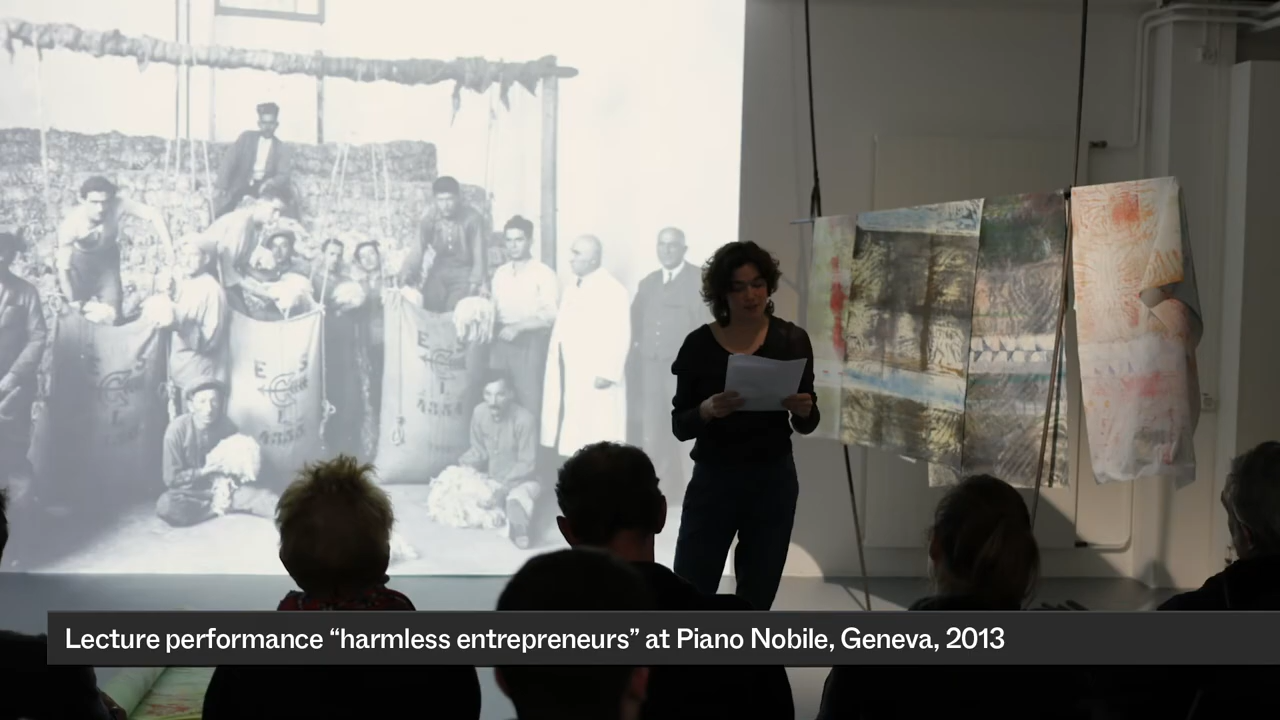 E S
L
E S
L
Lecture performance “harmless entrepreneurs” at Piano Nobile, Geneva, 2013